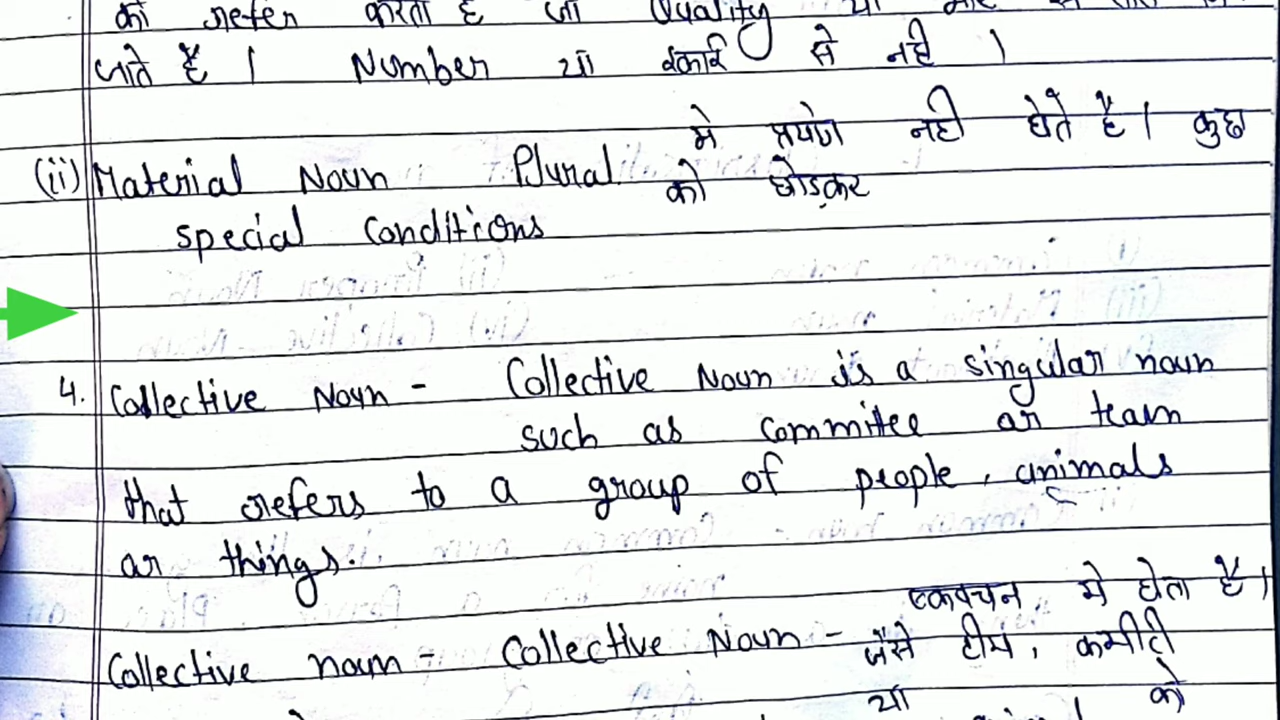 को refer करता है जो Quality या
जाते है । Number या इकाई से नही ।
मे प्रयोग नही होते है। कुछ
(ii) Material Noun Plural को छोड़कर
special conditions
4. Collective Noun - Collective Noun is a singular noun
such as committee or team
that refers to a group of people, animals
or things.
एकवचन मे होता है।
Collective noun - Collective Noun - जैसे टीम, कमीटी
या को